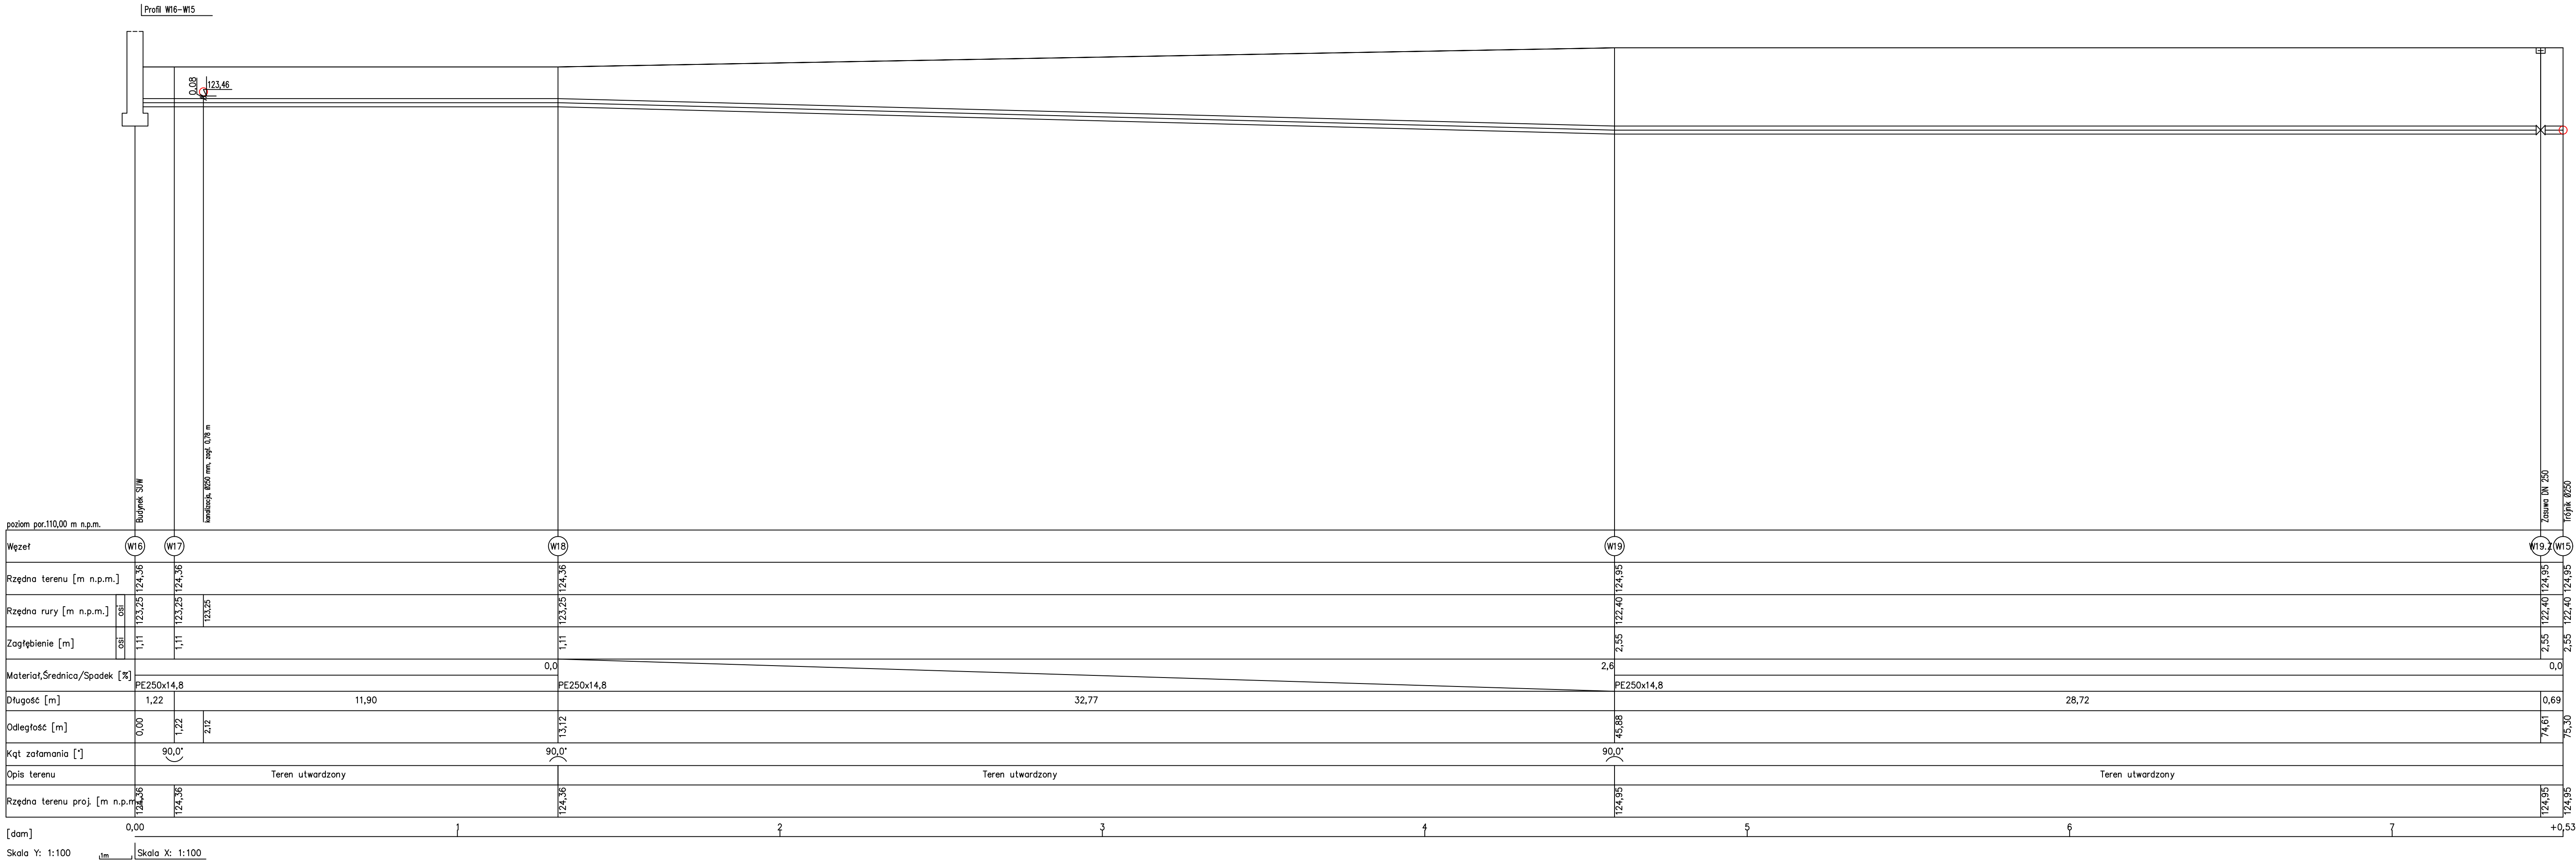 Profil W16-W15
0,08
123,46
kanalizacja, Ø250 mm, zagł. 0,78 m
Budynek SUW
Zasuwa DN 250
Trójnik Ø250
poziom por.110,00 m n.p.m.
Węzeł W16 W17 W18 W19 W19.Z W15
Rzędna terenu [m n.p.m.] 124,36 124,36 124,36 124,95 124,95 124,95
Rzędna rury [m n.p.m.] osi 123,25 123,25 123,25 123,25 122,40 122,40 122,40
Zagłębienie [m] osi 1,11 1,11 1,11 2,55 2,55 2,55
0,0 2,6 0,0
Materiał,Średnica/Spadek [%]
PE250x14,8 PE250x14,8 PE250x14,8
Długość [m] 1,22 11,90 32,77 28,72 0,69
Odległość [m] 0,00 1,22 2,12 13,12 45,88 74,61 75,30
Kąt załamania [°] 90,0° 90,0° 90,0°
Opis terenu Teren utwardzony Teren utwardzony Teren utwardzony
Rzędna terenu proj. [m n.p.m.] 124,36 124,36 124,36 124,95 124,95 124,95
[dam] 0,00 1 2 3 4 5 6 7 +0,53
Skala Y: 1:100 1m Skala X: 1:100